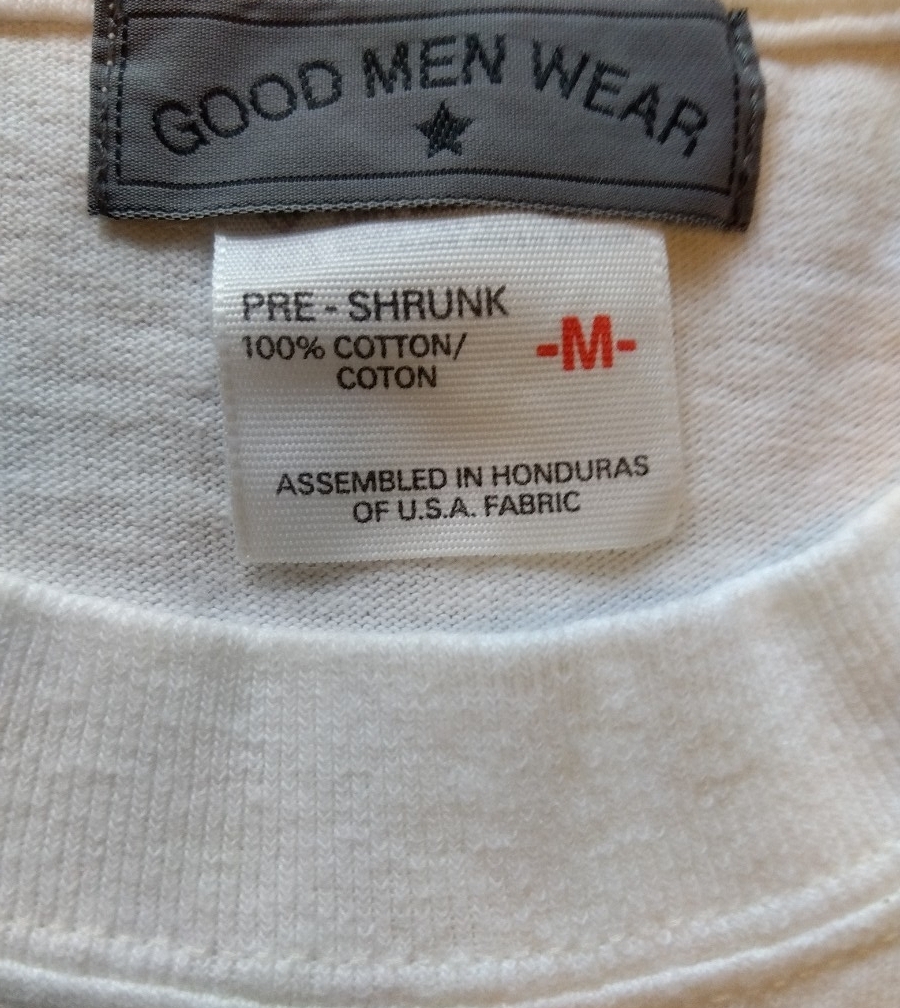 GOOD MEN WEAR
PRE - SHRUNK
100% COTTON/
COTON
-M-
ASSEMBLED IN HONDURAS
OF U.S.A. FABRIC